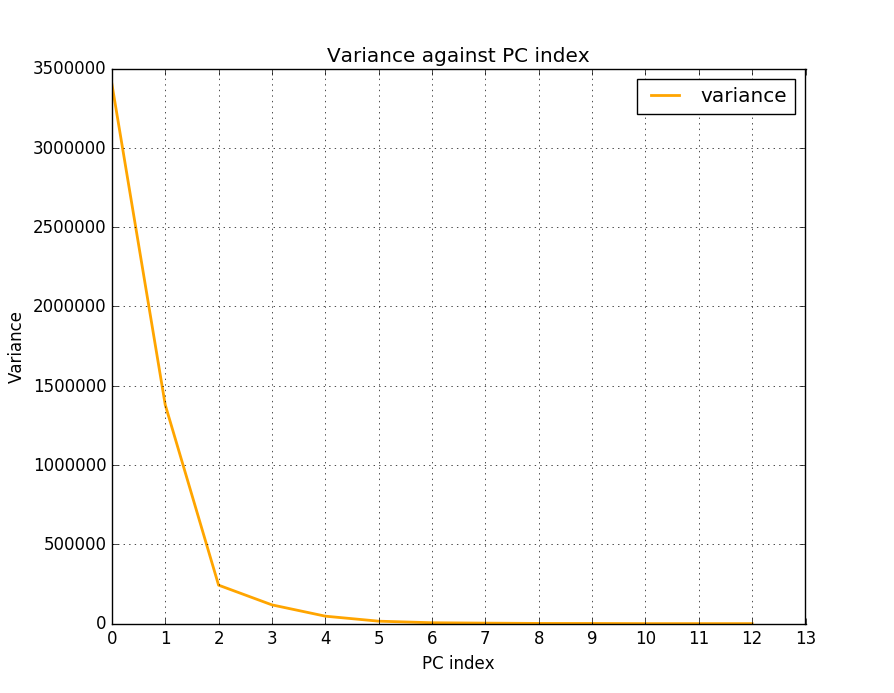 Variance against PC index
variance
3500000
3000000
2500000
2000000
1500000
1000000
500000
0
Variance
0 1 2 3 4 5 6 7 8 9 10 11 12 13
PC index